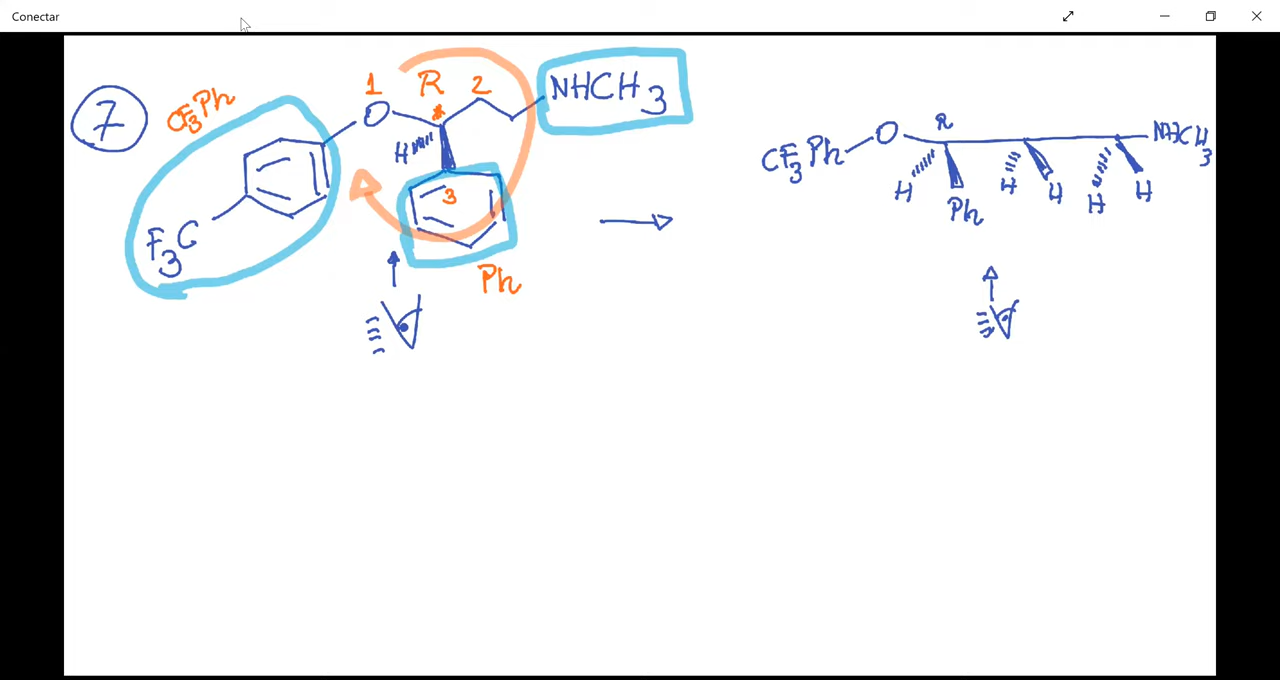 Conectar
7
CF3Ph
1 R 2
O
NHCH3
H
3
F3C
Ph
R
CF3Ph O NHCH3
H Ph H H H H